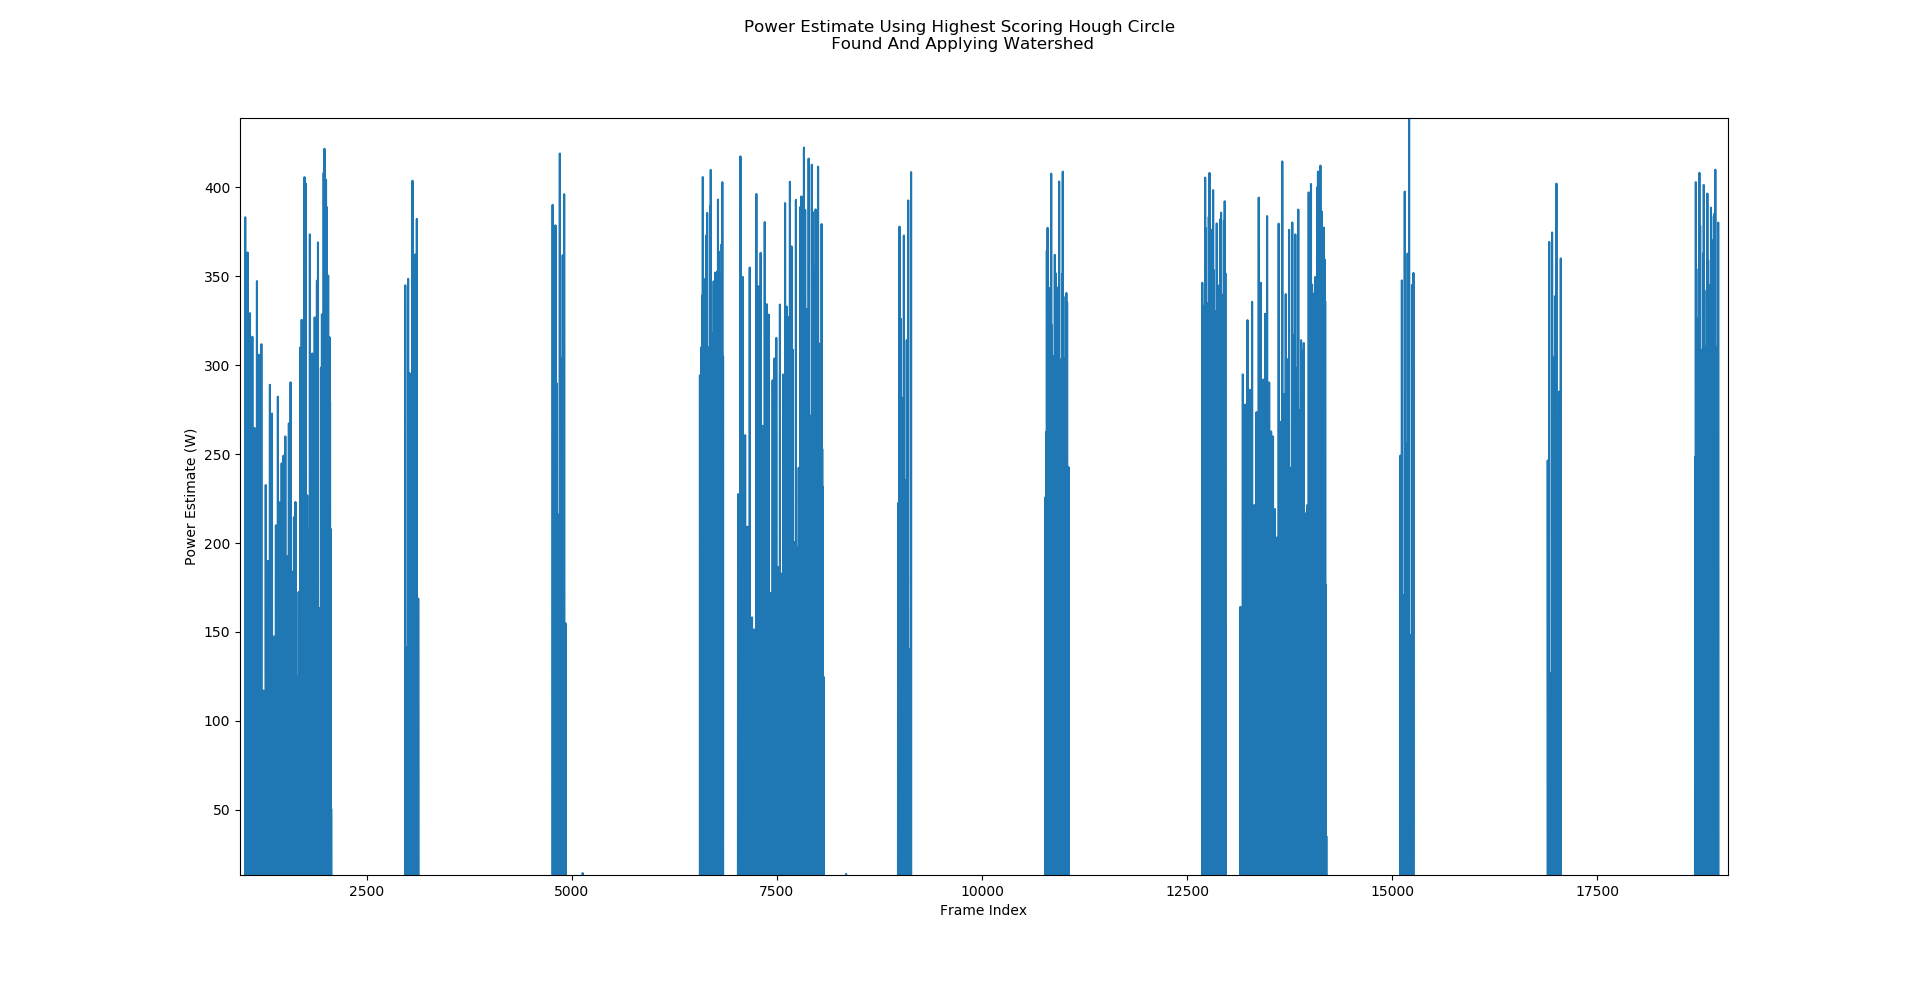 Power Estimate Using Highest Scoring Hough Circle
Found And Applying Watershed
400
350
300
250
200
150
100
50
Power Estimate (W)
2500 5000 7500 10000 12500 15000 17500
Frame Index